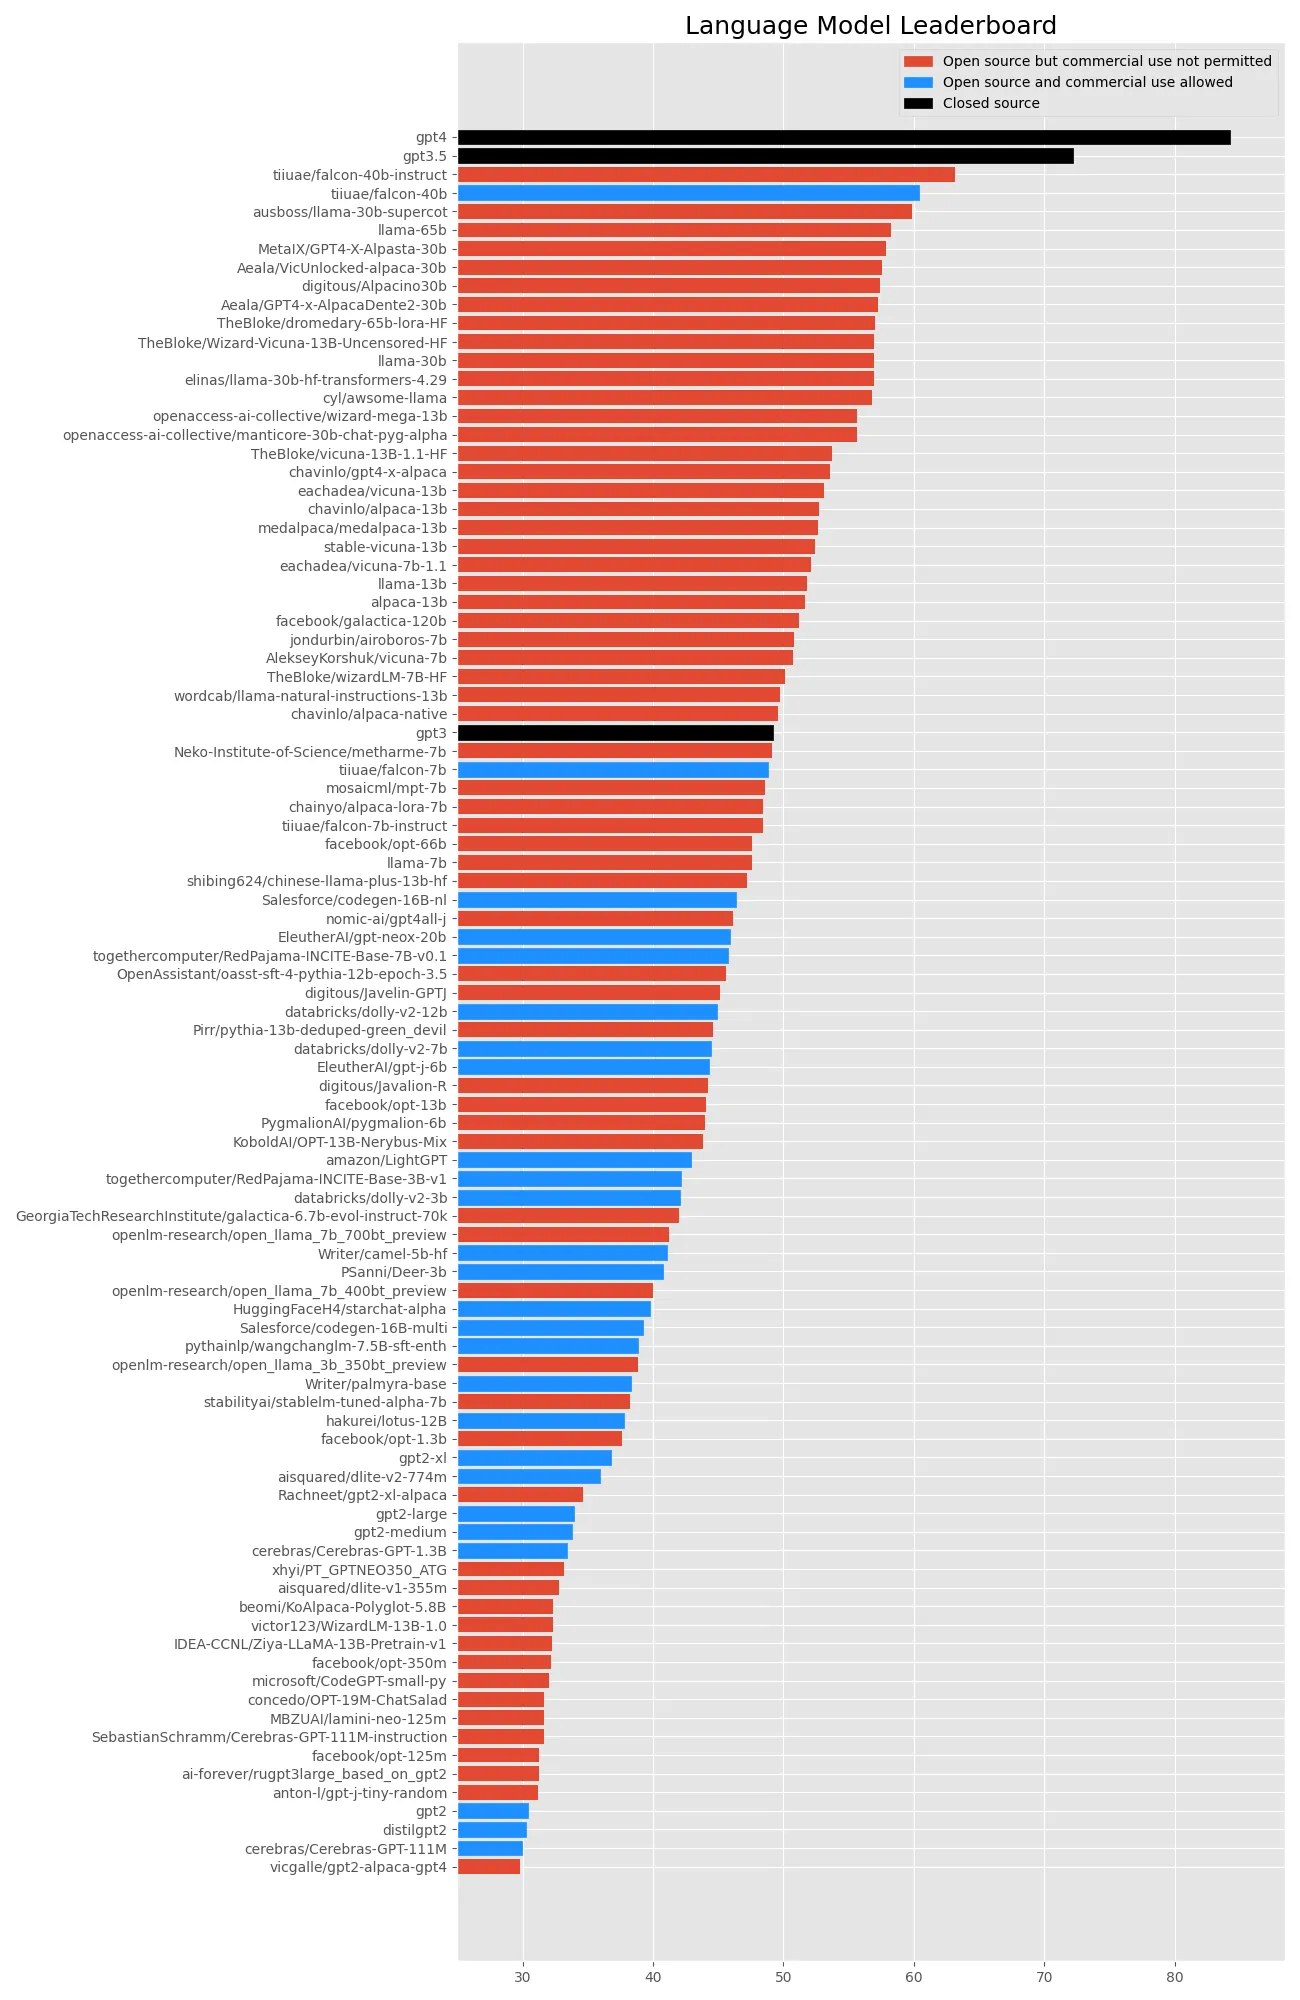 Language Model Leaderboard
Open source but commercial use not permitted
Open source and commercial use allowed
Closed source
gpt4
gpt3.5
tiiuae/falcon-40b-instruct
tiiuae/falcon-40b
ausboss/llama-30b-supercot
llama-65b
MetaIX/GPT4-X-Alpasta-30b
Aeala/VicUnlocked-alpaca-30b
digitous/Alpacino30b
Aeala/GPT4-x-AlpacaDente2-30b
TheBloke/dromedary-65b-lora-HF
TheBloke/Wizard-Vicuna-13B-Uncensored-HF
llama-30b
elinas/llama-30b-hf-transformers-4.29
cyl/awsome-llama
openaccess-ai-collective/wizard-mega-13b
openaccess-ai-collective/manticore-30b-chat-pyg-alpha
TheBloke/vicuna-13B-1.1-HF
chavinlo/gpt4-x-alpaca
eachadea/vicuna-13b
chavinlo/alpaca-13b
medalpaca/medalpaca-13b
stable-vicuna-13b
eachadea/vicuna-7b-1.1
llama-13b
alpaca-13b
facebook/galactica-120b
jondurbin/airoboros-7b
AlekseyKorshuk/vicuna-7b
TheBloke/wizardLM-7B-HF
wordcab/llama-natural-instructions-13b
chavinlo/alpaca-native
gpt3
Neko-Institute-of-Science/metharme-7b
tiiuae/falcon-7b
mosaicml/mpt-7b
chainyo/alpaca-lora-7b
tiiuae/falcon-7b-instruct
facebook/opt-66b
llama-7b
shibing624/chinese-llama-plus-13b-hf
Salesforce/codegen-16B-nl
nomic-ai/gpt4all-j
EleutherAI/gpt-neox-20b
togethercomputer/RedPajama-INCITE-Base-7B-v0.1
OpenAssistant/oasst-sft-4-pythia-12b-epoch-3.5
digitous/Javelin-GPTJ
databricks/dolly-v2-12b
Pirr/pythia-13b-deduped-green_devil
databricks/dolly-v2-7b
EleutherAI/gpt-j-6b
digitous/Javalion-R
facebook/opt-13b
PygmalionAI/pygmalion-6b
KoboldAI/OPT-13B-Nerybus-Mix
amazon/LightGPT
togethercomputer/RedPajama-INCITE-Base-3B-v1
databricks/dolly-v2-3b
GeorgiaTechResearchInstitute/galactica-6.7b-evol-instruct-70k
openlm-research/open_llama_7b_700bt_preview
Writer/camel-5b-hf
PSanni/Deer-3b
openlm-research/open_llama_7b_400bt_preview
HuggingFaceH4/starchat-alpha
Salesforce/codegen-16B-multi
pythainlp/wangchanglm-7.5B-sft-enth
openlm-research/open_llama_3b_350bt_preview
Writer/palmyra-base
stabilityai/stablelm-tuned-alpha-7b
hakurei/lotus-12B
facebook/opt-1.3b
gpt2-xl
aisquared/dlite-v2-774m
Rachneet/gpt2-xl-alpaca
gpt2-large
gpt2-medium
cerebras/Cerebras-GPT-1.3B
xhyi/PT_GPTNEO350_ATG
aisquared/dlite-v1-355m
beomi/KoAlpaca-Polyglot-5.8B
victor123/WizardLM-13B-1.0
IDEA-CCNL/Ziya-LLaMA-13B-Pretrain-v1
facebook/opt-350m
microsoft/CodeGPT-small-py
concedo/OPT-19M-ChatSalad
MBZUAI/lamini-neo-125m
SebastianSchramm/Cerebras-GPT-111M-instruction
facebook/opt-125m
ai-forever/rugpt3large_based_on_gpt2
anton-l/gpt-j-tiny-random
gpt2
distilgpt2
cerebras/Cerebras-GPT-111M
vicgalle/gpt2-alpaca-gpt4
30 40 50 60 70 80